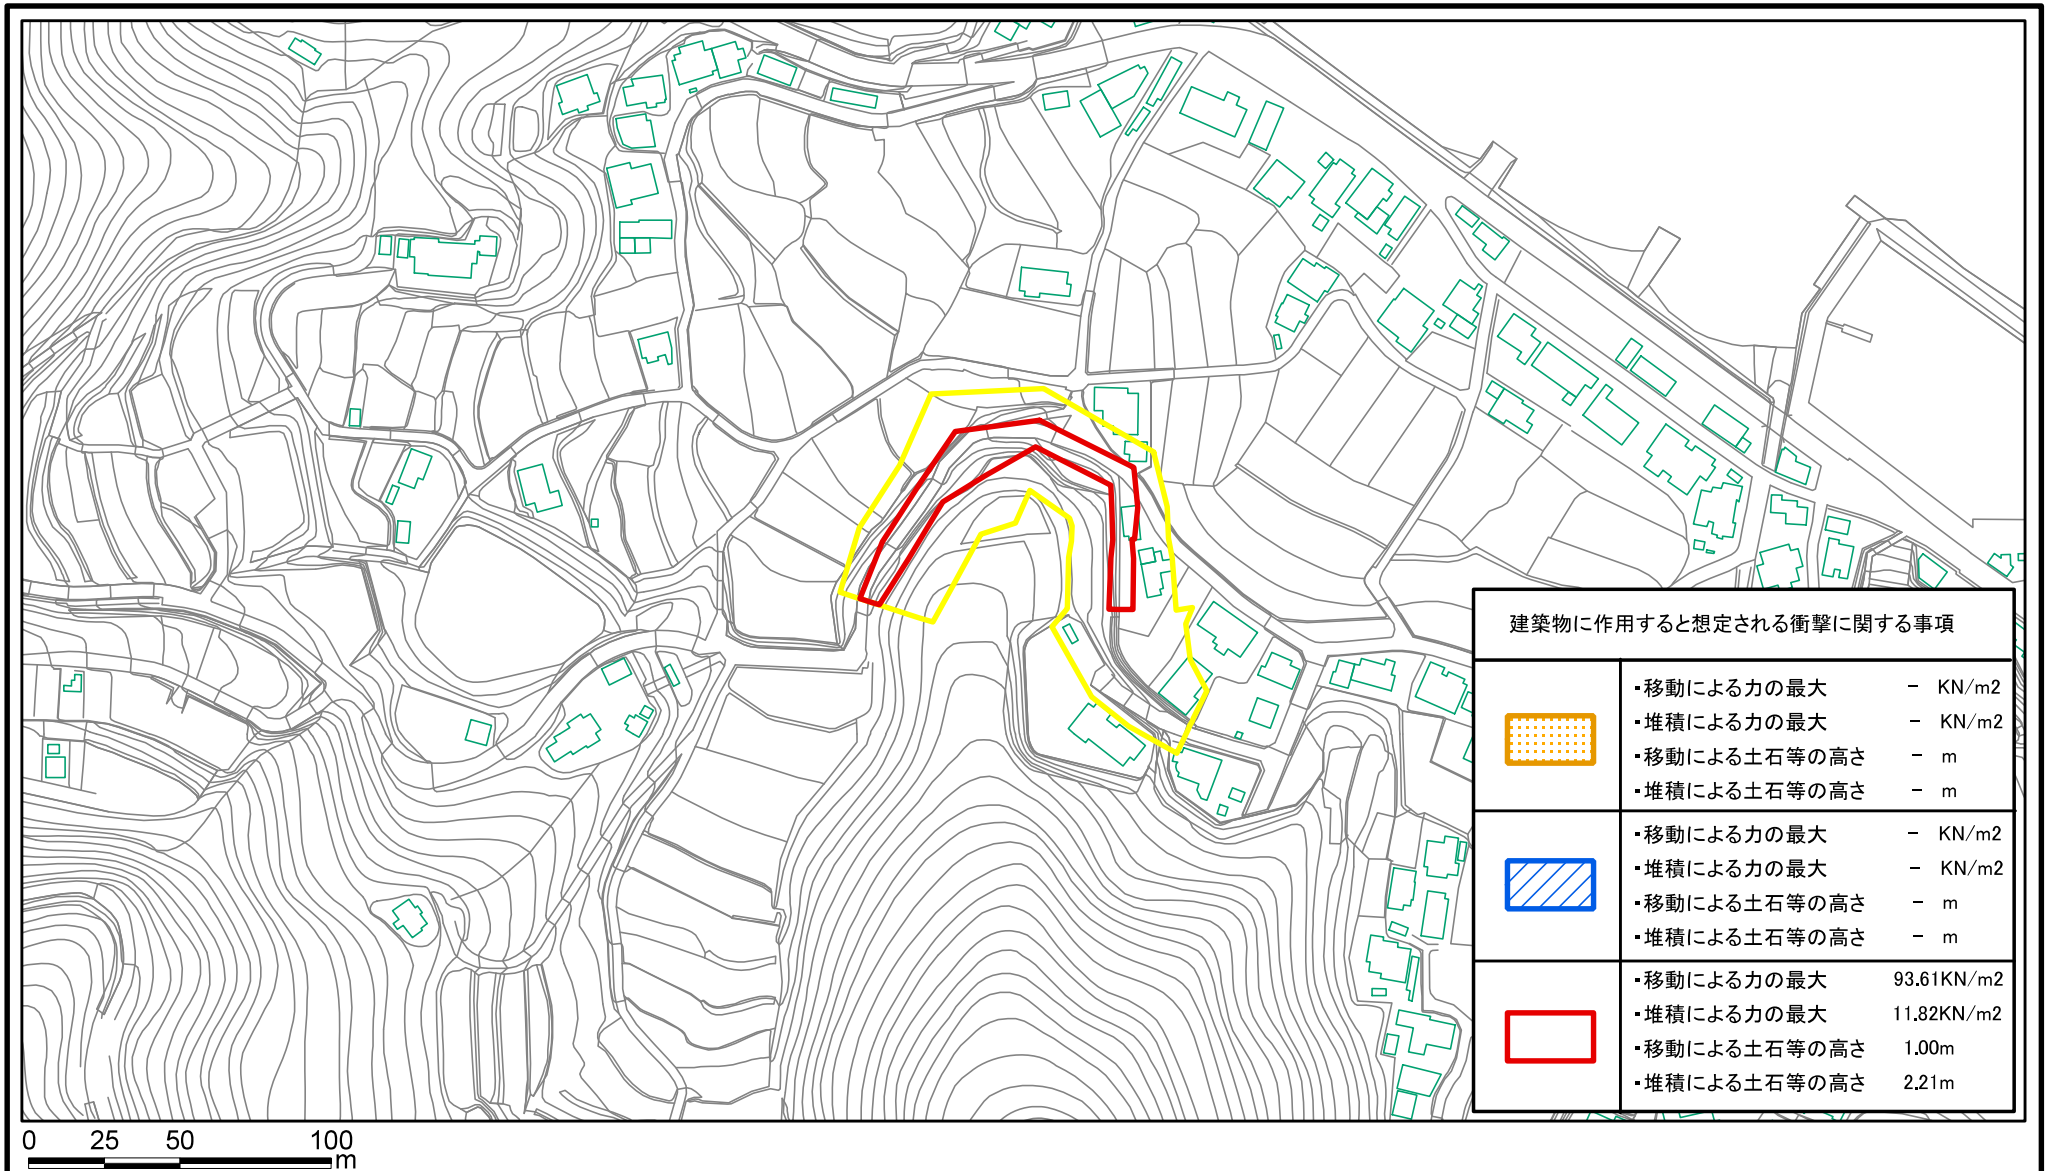 建築物に作用すると想定される衝撃に関する事項
・移動による力の最大 - KN/m2
・堆積による力の最大 - KN/m2
・移動による土石等の高さ - m
・堆積による土石等の高さ - m
・移動による力の最大 - KN/m2
・堆積による力の最大 - KN/m2
・移動による土石等の高さ - m
・堆積による土石等の高さ - m
・移動による力の最大 93.61KN/m2
・堆積による力の最大 11.82KN/m2
・移動による土石等の高さ 1.00m
・堆積による土石等の高さ 2.21m
0 25 50 100
m